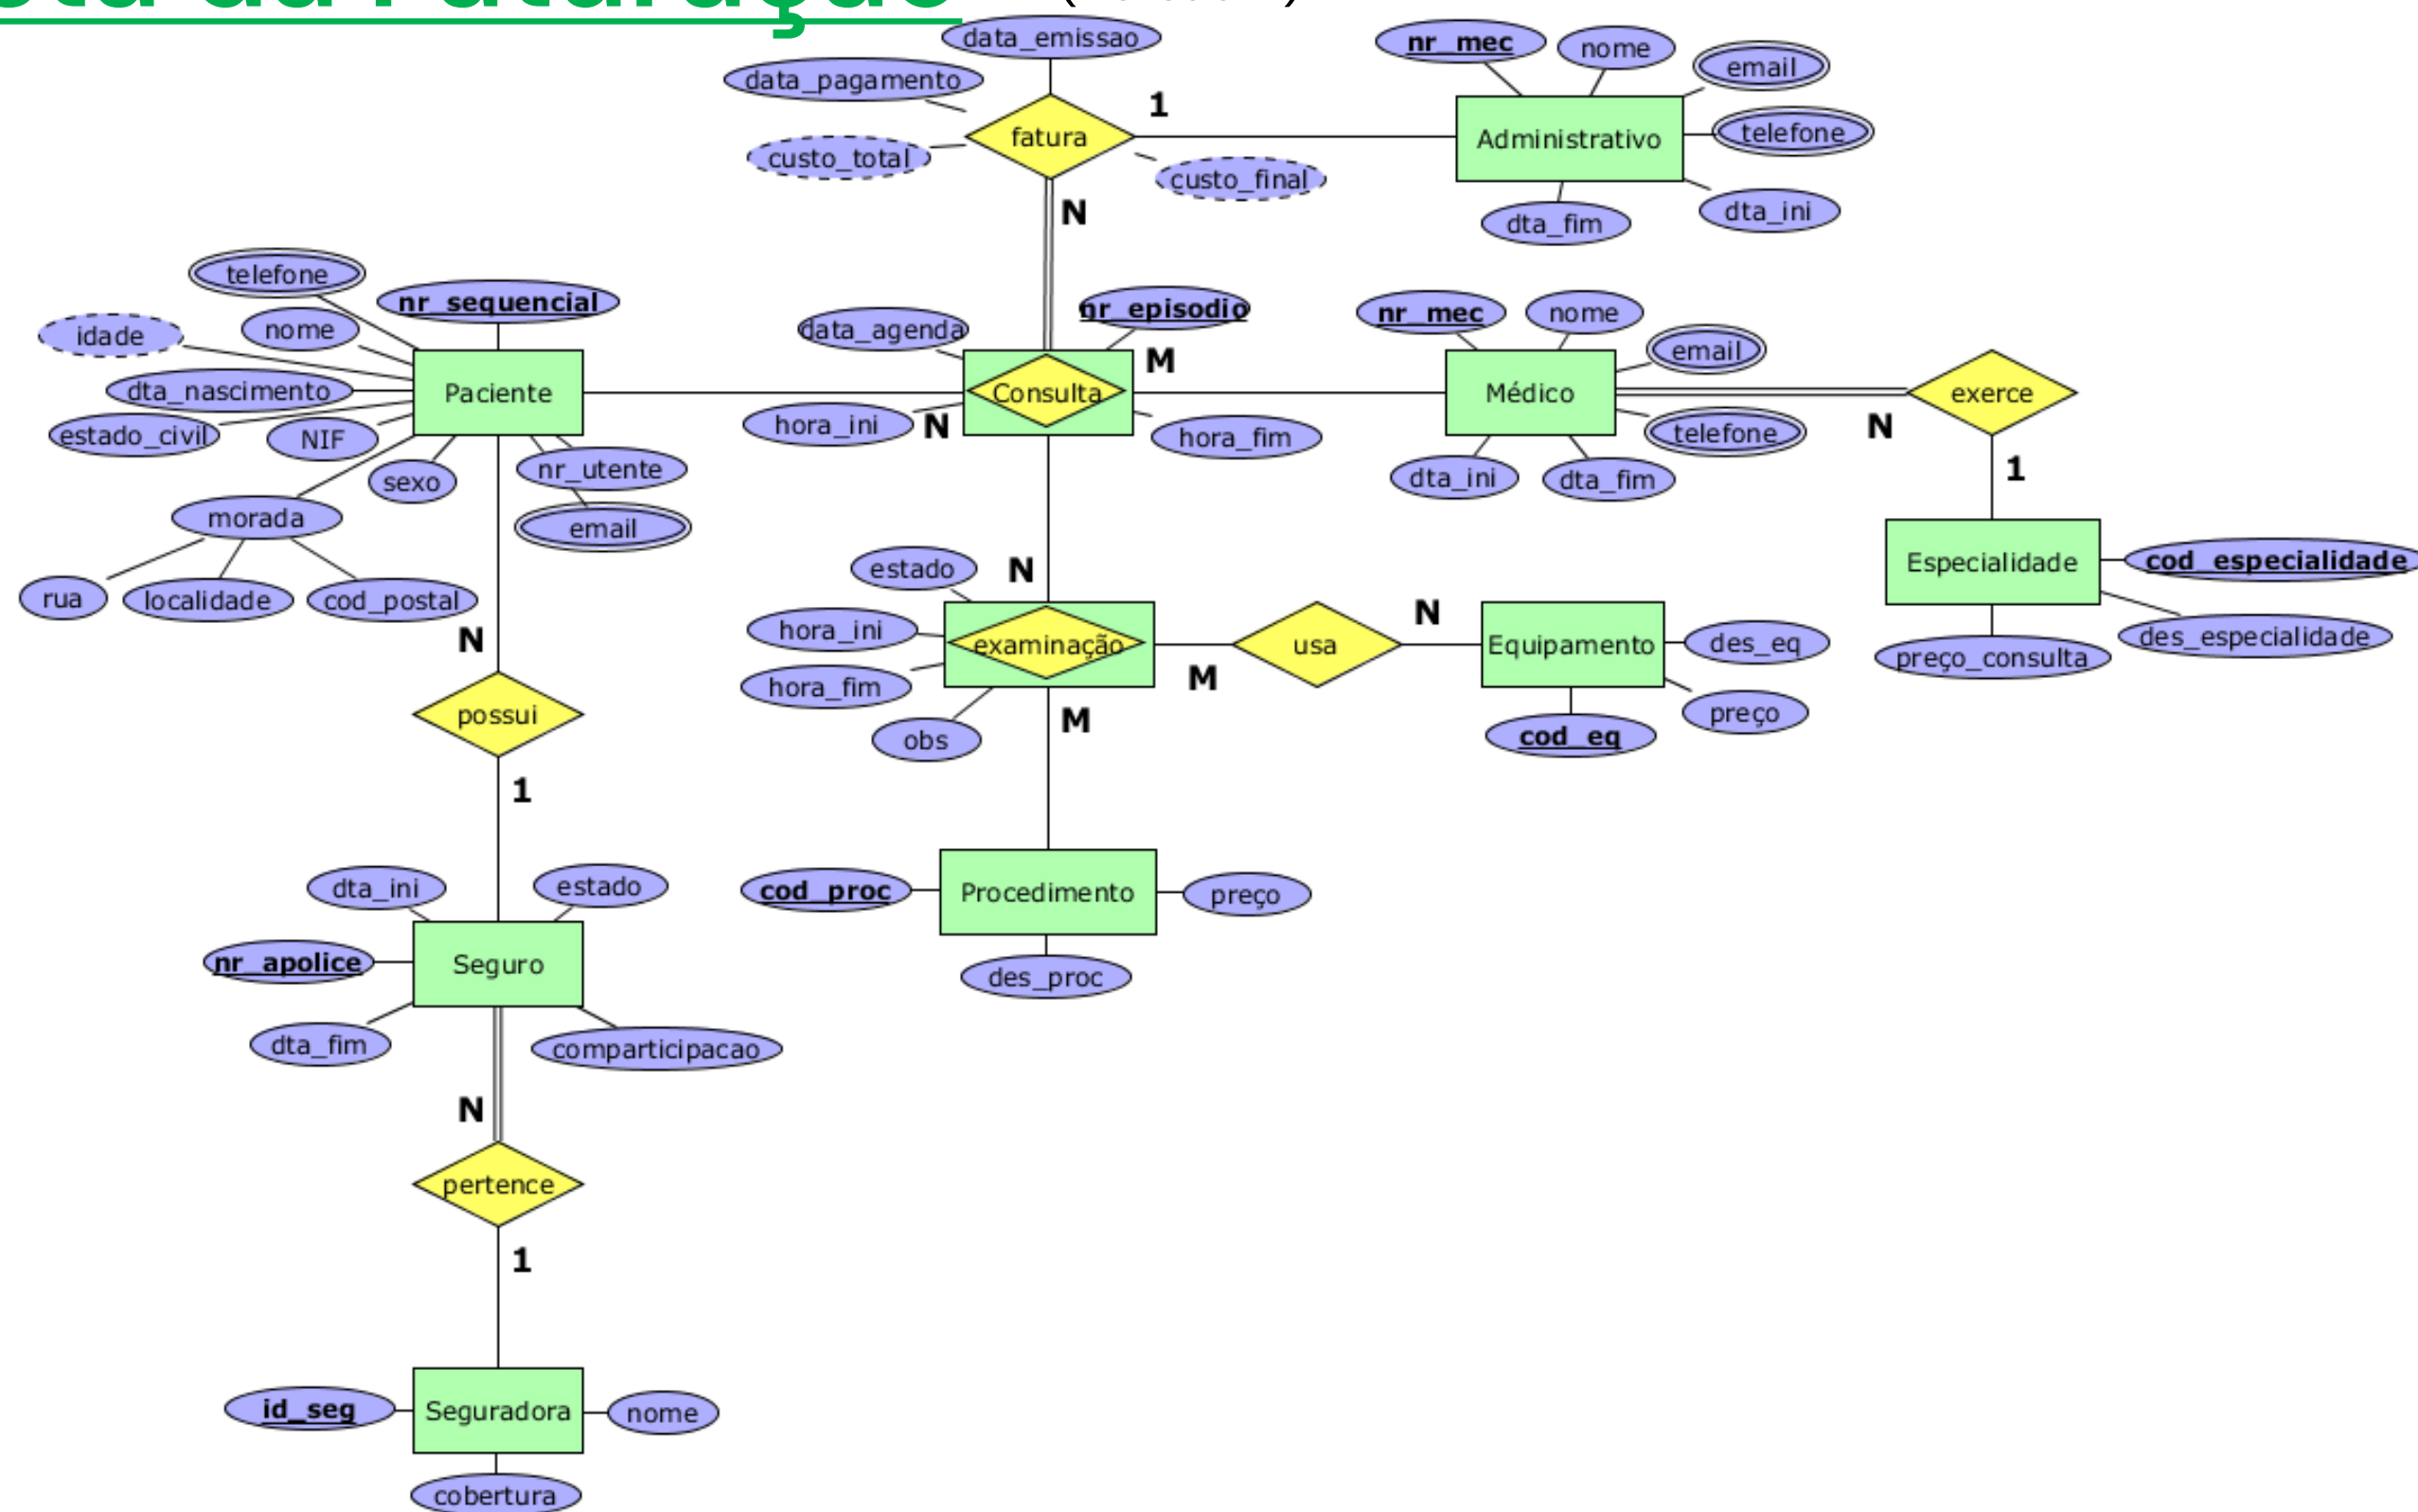 data_emissao
nr_mec
nome
email
data_pagamento
1
fatura
Administrativo
telefone
custo_total
custo_final
N
dta_fim
dta_ini
telefone
nr_sequencial
nr_episodio
nr_mec
nome
idade
nome
data_agenda
email
M
dta_nascimento
Paciente
Consulta
Médico
exerce
estado_civil
NIF
hora_ini
N
hora_fim
telefone
N
sexo
nr_utente
dta_ini
dta_fim
1
morada
email
estado
N
Especialidade
cod_especialidade
rua
localidade
cod_postal
hora_ini
N
N
examinação
usa
Equipamento
des_eq
des_especialidade
preço_consulta
hora_fim
M
possui
M
preço
obs
cod_eq
1
dta_ini
estado
cod_proc
Procedimento
preço
nr_apolice
Seguro
des_proc
dta_fim
comparticipacao
N
pertence
1
id_seg
Seguradora
nome
cobertura